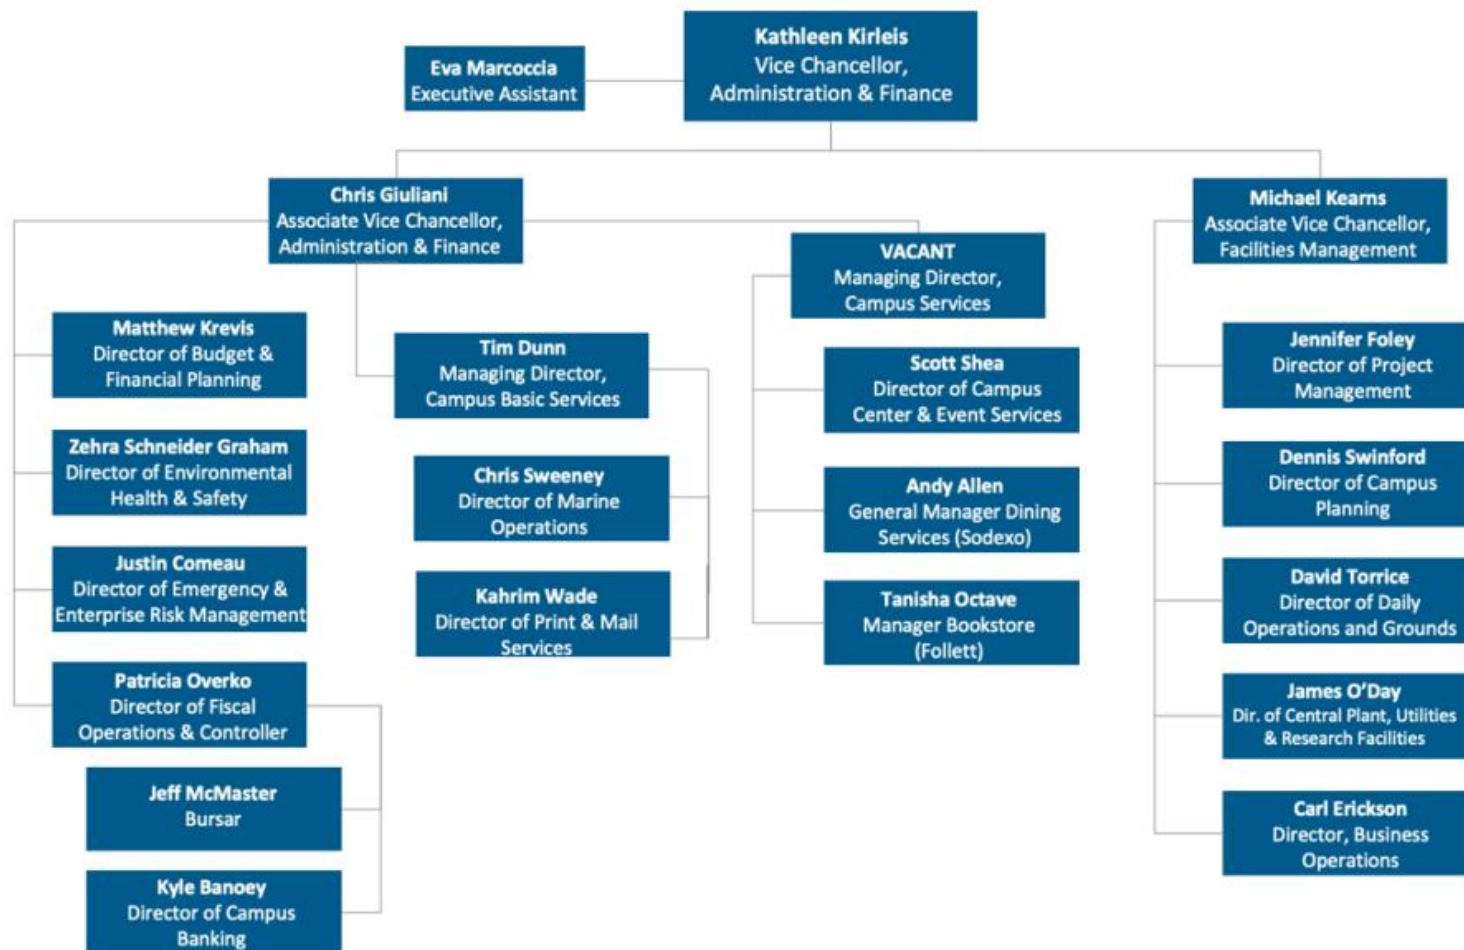 Kathleen Kirleis
Vice Chancellor,
Administration & Finance
Eva Marcoccia
Executive Assistant
Chris Giuliani
Associate Vice Chancellor,
Administration & Finance
Matthew Krevis
Director of Budget &
Financial Planning
Zehra Schneider Graham
Director of Environmental
Health & Safety
Justin Comeau
Director of Emergency &
Enterprise Risk Management
Patricia Overko
Director of Fiscal
Operations & Controller
Jeff McMaster
Bursar
Kyle Banoey
Director of Campus
Banking
Tim Dunn
Managing Director,
Campus Basic Services
Chris Sweeney
Director of Marine
Operations
Kahrim Wade
Director of Print & Mail
Services
VACANT
Managing Director,
Campus Services
Scott Shea
Director of Campus
Center & Event Services
Andy Allen
General Manager Dining
Services (Sodexo)
Tanisha Octave
Manager Bookstore
(Follett)
Michael Kearns
Associate Vice Chancellor,
Facilities Management
Jennifer Foley
Director of Project
Management
Dennis Swinford
Director of Campus
Planning
David Torrice
Director of Daily
Operations and Grounds
James O’Day
Dir. of Central Plant, Utilities
& Research Facilities
Carl Erickson
Director, Business
Operations